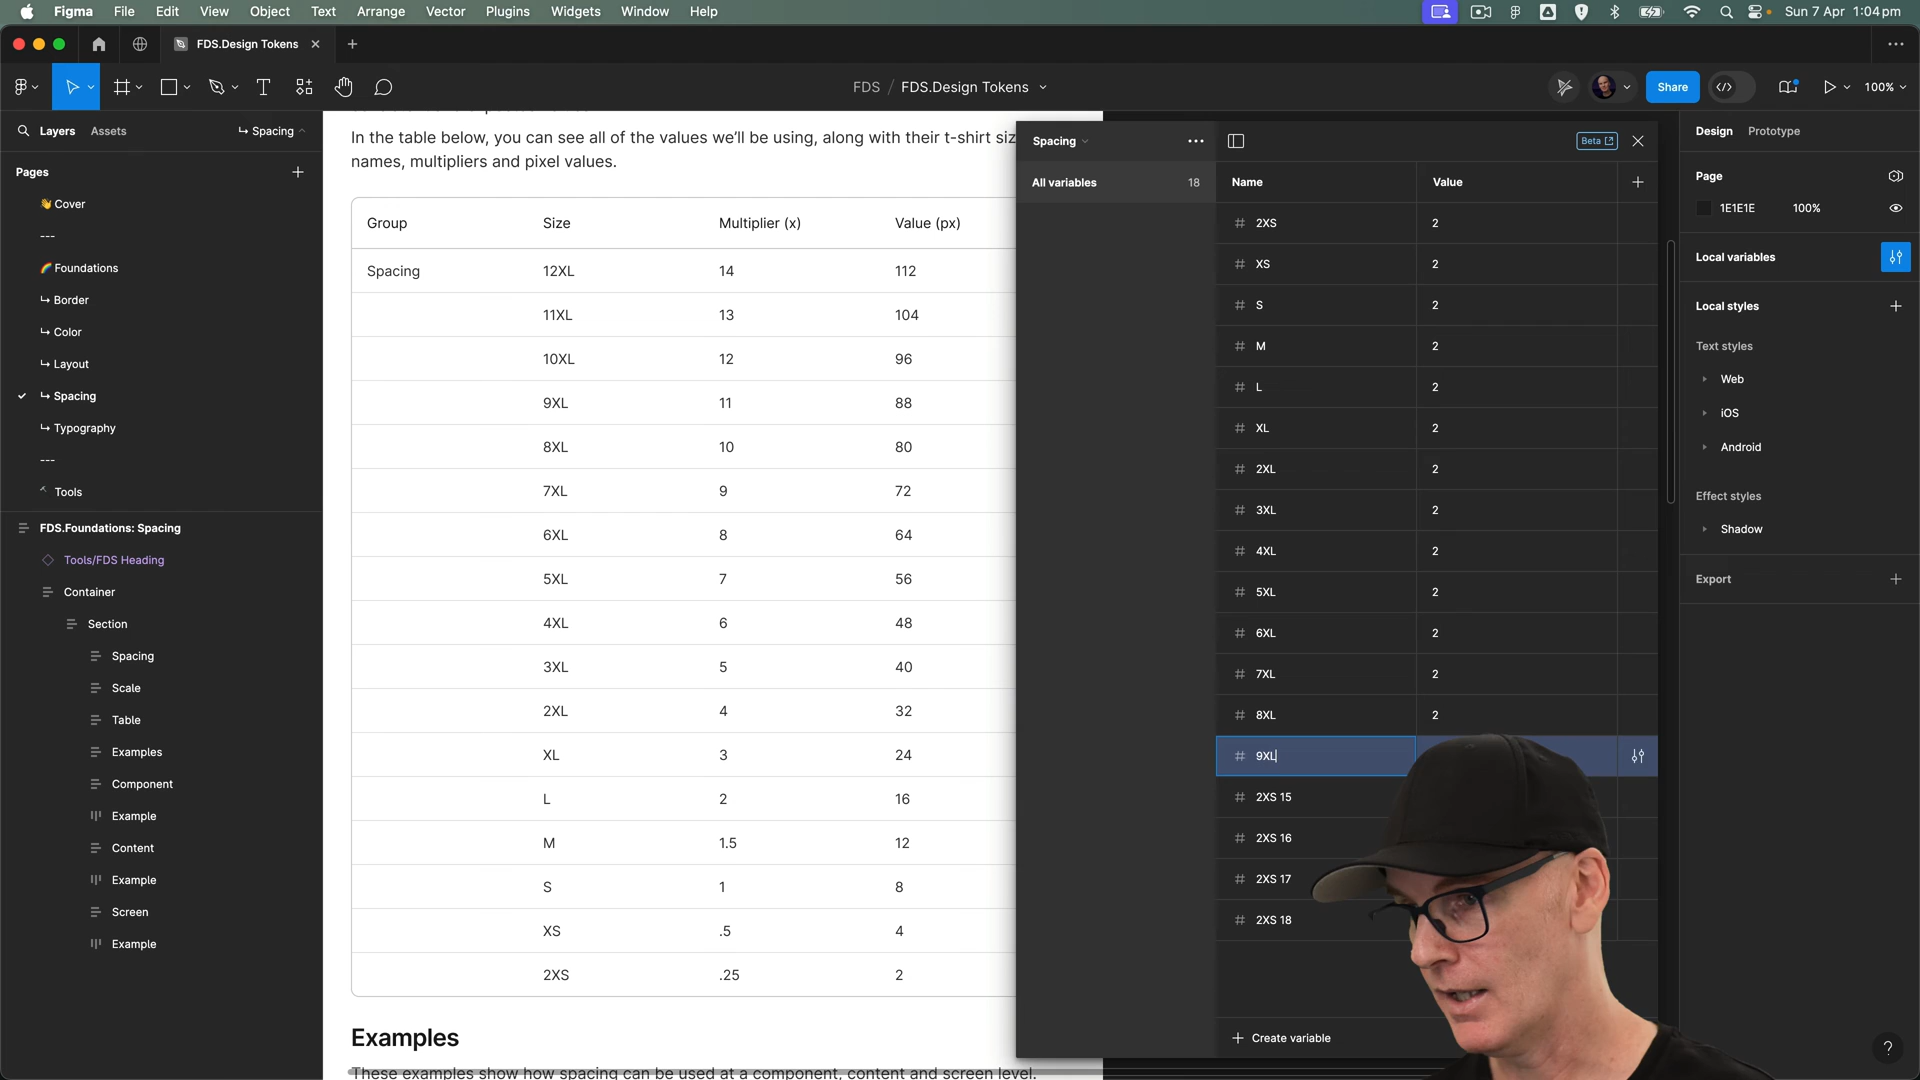 Figma File Edit View Object Text Arrange Vector Plugins Widgets Window Help Sun 7 Apr 1:04 pm
FDS.Design Tokens
FDS / FDS.Design Tokens Share 100%
Layers Assets ↳ Spacing
Pages
👋 Cover
---
🌈 Foundations
↳ Border
↳ Color
↳ Layout
↳ Spacing
↳ Typography
---
Tools
FDS.Foundations: Spacing
Tools/FDS Heading
Container
Section
Spacing
Scale
Table
Examples
Component
Example
Content
Example
Screen
Example
In the table below, you can see all of the values we'll be using, along with their t-shirt siz
names, multipliers and pixel values.
Group Size Multiplier (x) Value (px)
Spacing 12XL 14 112
11XL 13 104
10XL 12 96
9XL 11 88
8XL 10 80
7XL 9 72
6XL 8 64
5XL 7 56
4XL 6 48
3XL 5 40
2XL 4 32
XL 3 24
L 2 16
M 1.5 12
S 1 8
XS .5 4
2XS .25 2
Examples
These examples show how spacing can be used at a component, content and screen level.
Spacing Beta
All variables 18
Name Value
2XS 2
XS 2
S 2
M 2
L 2
XL 2
2XL 2
3XL 2
4XL 2
5XL 2
6XL 2
7XL 2
8XL 2
9XL
2XS 15
2XS 16
2XS 17
2XS 18
Create variable
Design Prototype
Page
1E1E1E 100%
Local variables
Local styles
Text styles
Web
iOS
Android
Effect styles
Shadow
Export
?